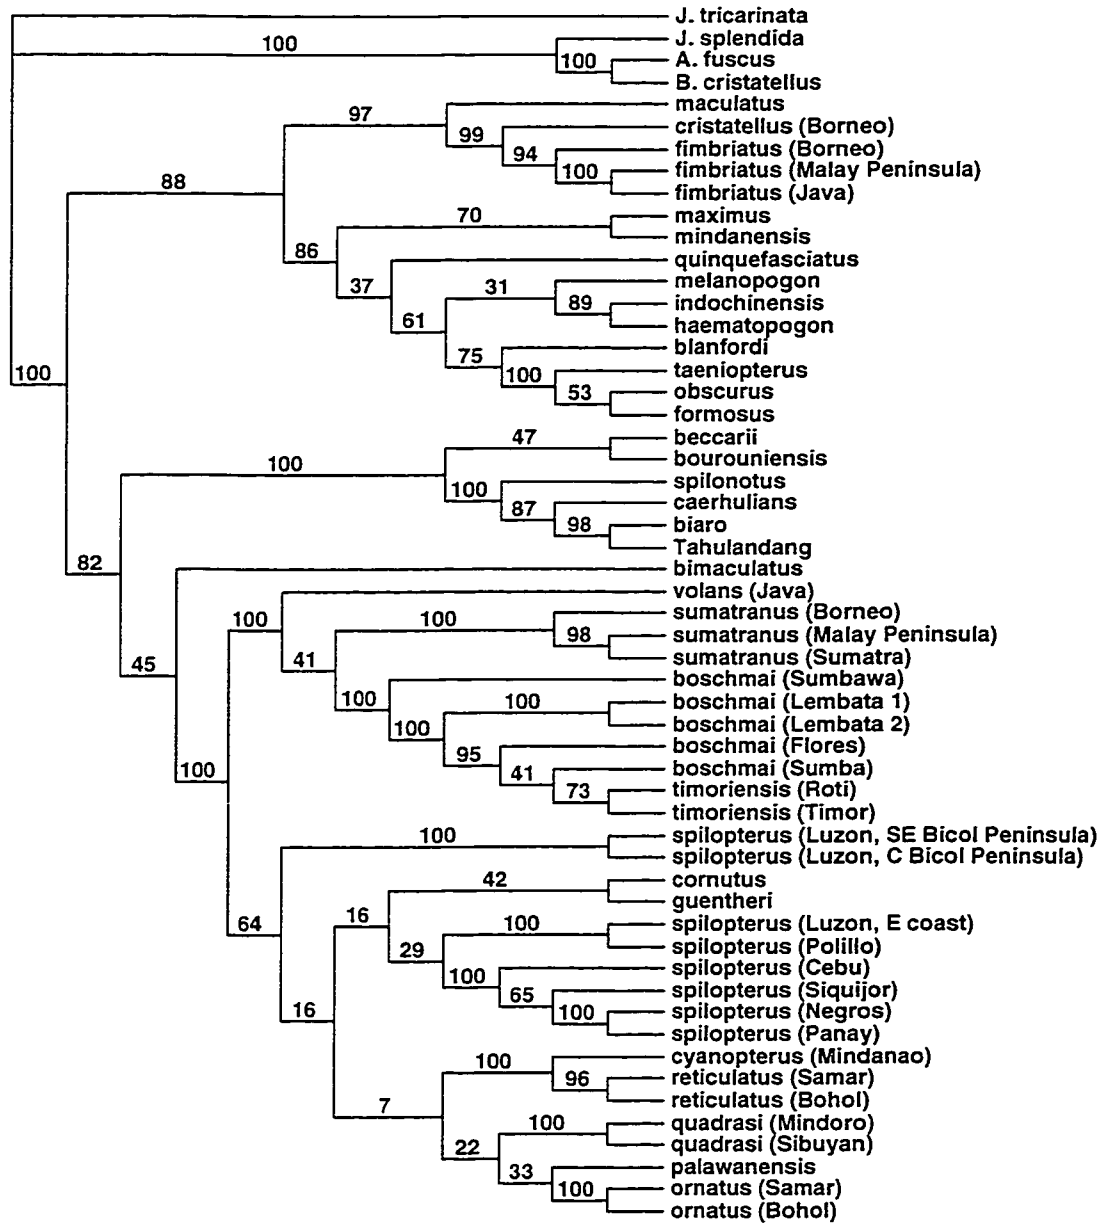 J. tricarinata
100
J. splendida
100
A. fuscus
B. cristatellus
97
maculatus
99
cristatellus (Borneo)
94
fimbriatus (Borneo)
88
100
fimbriatus (Malay Peninsula)
fimbriatus (Java)
70
maximus
86
mindanensis
37
quinquefasciatus
31
melanopogon
89
indochinensis
61
haematopogon
75
blanfordi
100
100
taeniopterus
53
obscurus
formosus
47
beccarii
100
bourouniensis
100
spilonotus
87
caerhulians
98
biaro
Tahulandang
82
bimaculatus
volans (Java)
100
100
sumatranus (Borneo)
98
sumatranus (Malay Peninsula)
45
41
sumatranus (Sumatra)
boschmai (Sumbawa)
100
100
boschmai (Lembata 1)
100
boschmai (Lembata 2)
95
boschmai (Flores)
100
41
boschmai (Sumba)
73
timoriensis (Roti)
timoriensis (Timor)
100
spilopterus (Luzon, SE Bicol Peninsula)
spilopterus (Luzon, C Bicol Peninsula)
42
cornutus
guentheri
64
16
100
spilopterus (Luzon, E coast)
29
spilopterus (Polillo)
100
spilopterus (Cebu)
65
spilopterus (Siquijor)
16
100
spilopterus (Negros)
spilopterus (Panay)
100
cyanopterus (Mindanao)
96
reticulatus (Samar)
7
reticulatus (Bohol)
100
quadrasi (Mindoro)
22
quadrasi (Sibuyan)
33
palawanensis
100
ornatus (Samar)
ornatus (Bohol)